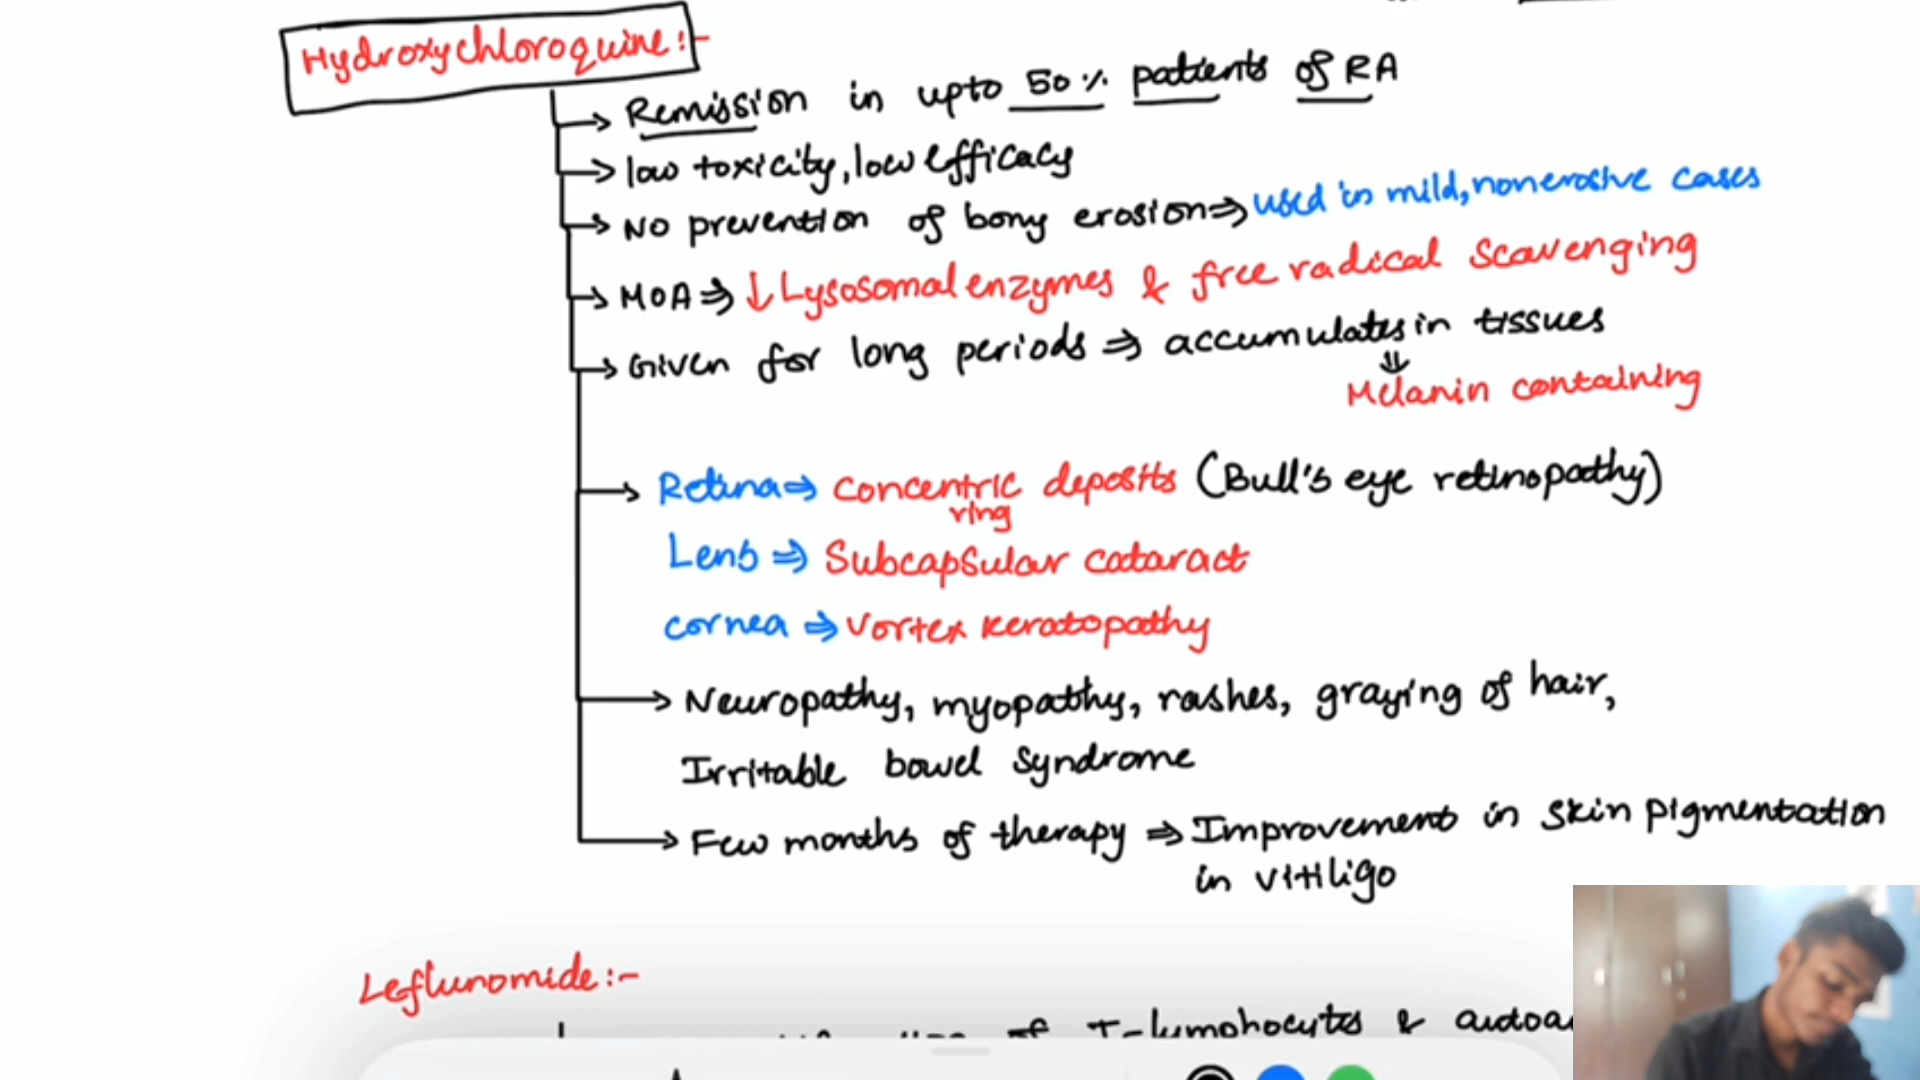 Hydroxychloroquine:-
→ Remission in upto 50% patients of RA
→ low toxicity, low efficacy
→ No prevention of bony erosion ⇒ used in mild, nonerosive cases
→ MOA ⇒ ↓ Lysosomal enzymes & free radical scavenging
→ Given for long periods ⇒ accumulates in tissues
⇓
Melanin containing
→ Retina ⇒ concentric deposits (Bull's eye retinopathy)
ring
Lens ⇒ Subcapsular cataract
cornea ⇒ Vortex keratopathy
→ Neuropathy, myopathy, rashes, graying of hair,
Irritable bowel syndrome
→ Few months of therapy ⇒ Improvement in skin pigmentation
in vitiligo
Leflunomide:-
of T-lymphocytes &